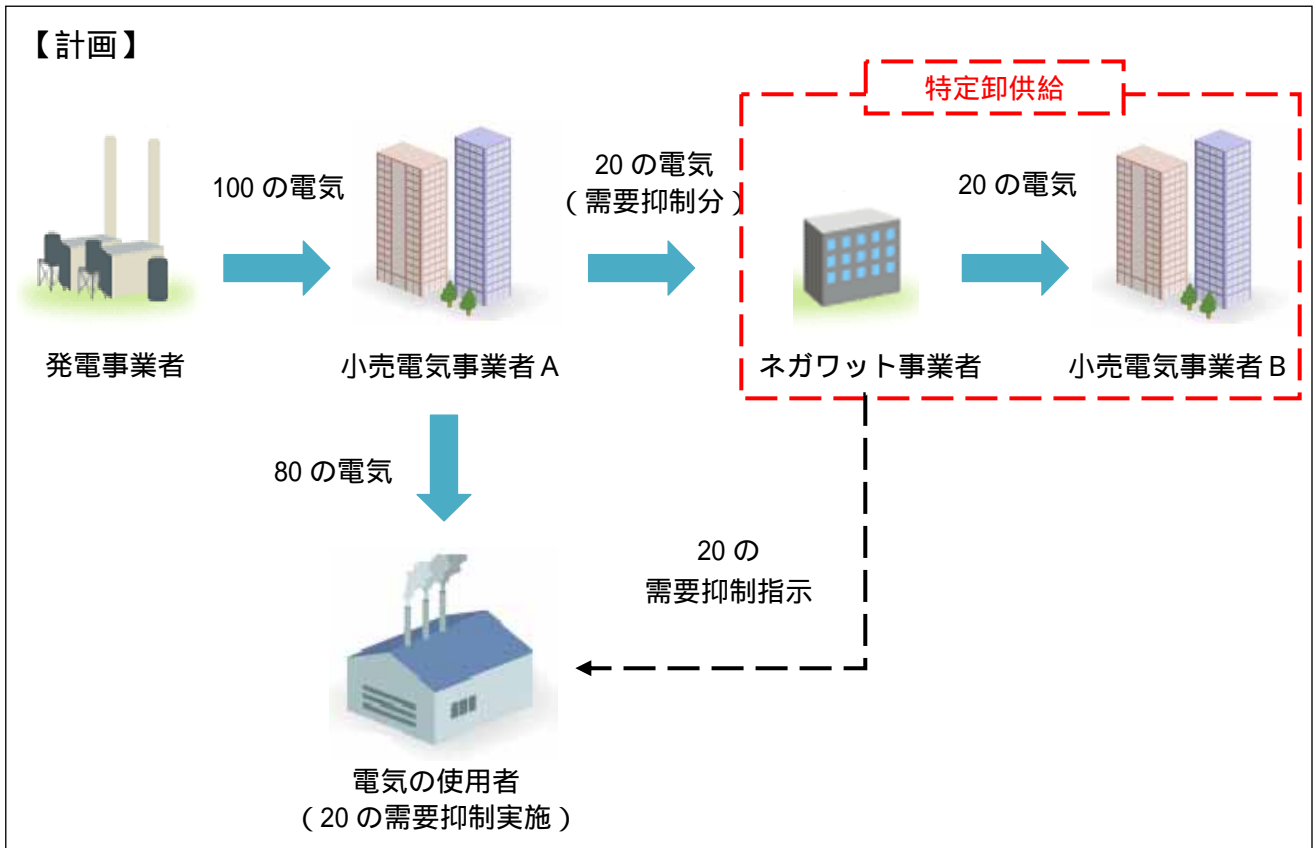 【計画】
特定卸供給
100 の電気
20 の電気
（需要抑制分）
20 の電気
発電事業者
小売電気事業者A
ネガワット事業者
小売電気事業者B
80 の電気
20 の
需要抑制指示
電気の使用者
（20 の需要抑制実施）